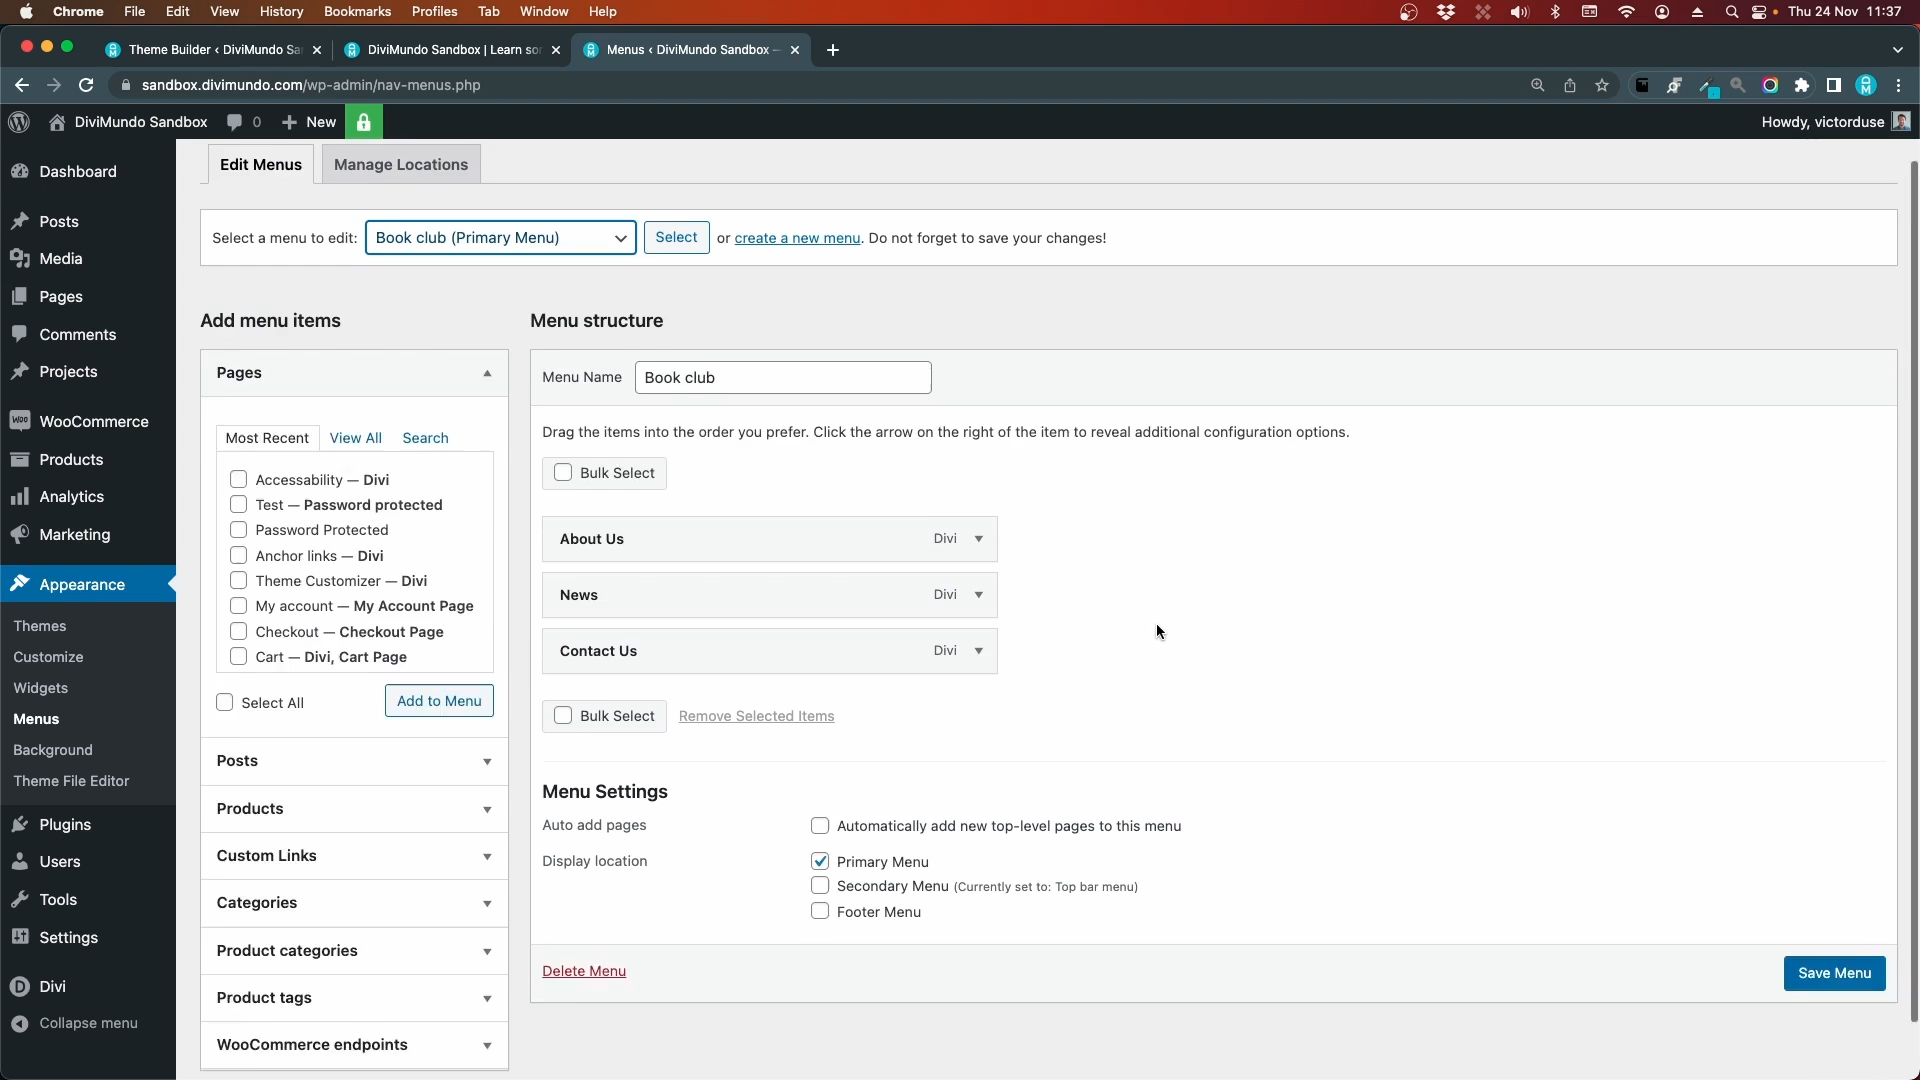 Chrome File Edit View History Bookmarks Profiles Tab Window Help Thu 24 Nov 11:37
Theme Builder ‹ DiviMundo Sa DiviMundo Sandbox | Learn so Menus ‹ DiviMundo Sandbox —
sandbox.divimundo.com/wp-admin/nav-menus.php
DiviMundo Sandbox 0 New Howdy, victorduse
Dashboard
Posts
Media
Pages
Comments
Projects
WooCommerce
Products
Analytics
Marketing
Appearance
Themes
Customize
Widgets
Menus
Background
Theme File Editor
Plugins
Users
Tools
Settings
Divi
Collapse menu
Edit Menus Manage Locations
Select a menu to edit: Book club (Primary Menu) Select or create a new menu. Do not forget to save your changes!
Add menu items
Pages
Most Recent View All Search
Accessability — Divi
Test — Password protected
Password Protected
Anchor links — Divi
Theme Customizer — Divi
My account — My Account Page
Checkout — Checkout Page
Cart — Divi, Cart Page
Select All Add to Menu
Posts
Products
Custom Links
Categories
Product categories
Product tags
WooCommerce endpoints
Menu structure
Menu Name Book club
Drag the items into the order you prefer. Click the arrow on the right of the item to reveal additional configuration options.
Bulk Select
About Us Divi
News Divi
Contact Us Divi
Bulk Select Remove Selected Items
Menu Settings
Auto add pages Automatically add new top-level pages to this menu
Display location Primary Menu
Secondary Menu (Currently set to: Top bar menu)
Footer Menu
Delete Menu Save Menu